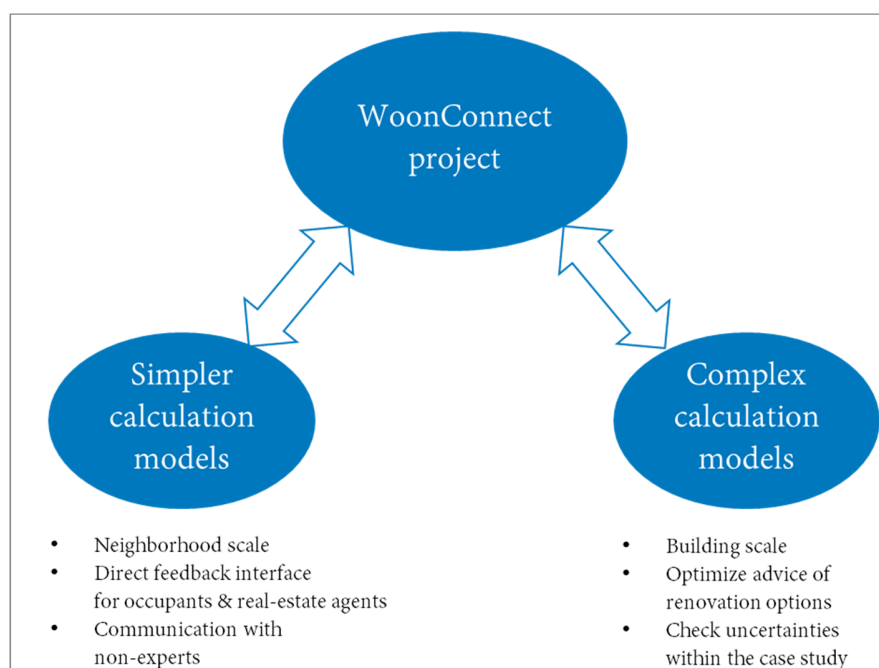 WoonConnect
project
Simpler
calculation
models
Complex
calculation
models
• Neighborhood scale
• Direct feedback interface
for occupants & real-estate agents
• Communication with
non-experts
• Building scale
• Optimize advice of
renovation options
• Check uncertainties
within the case study